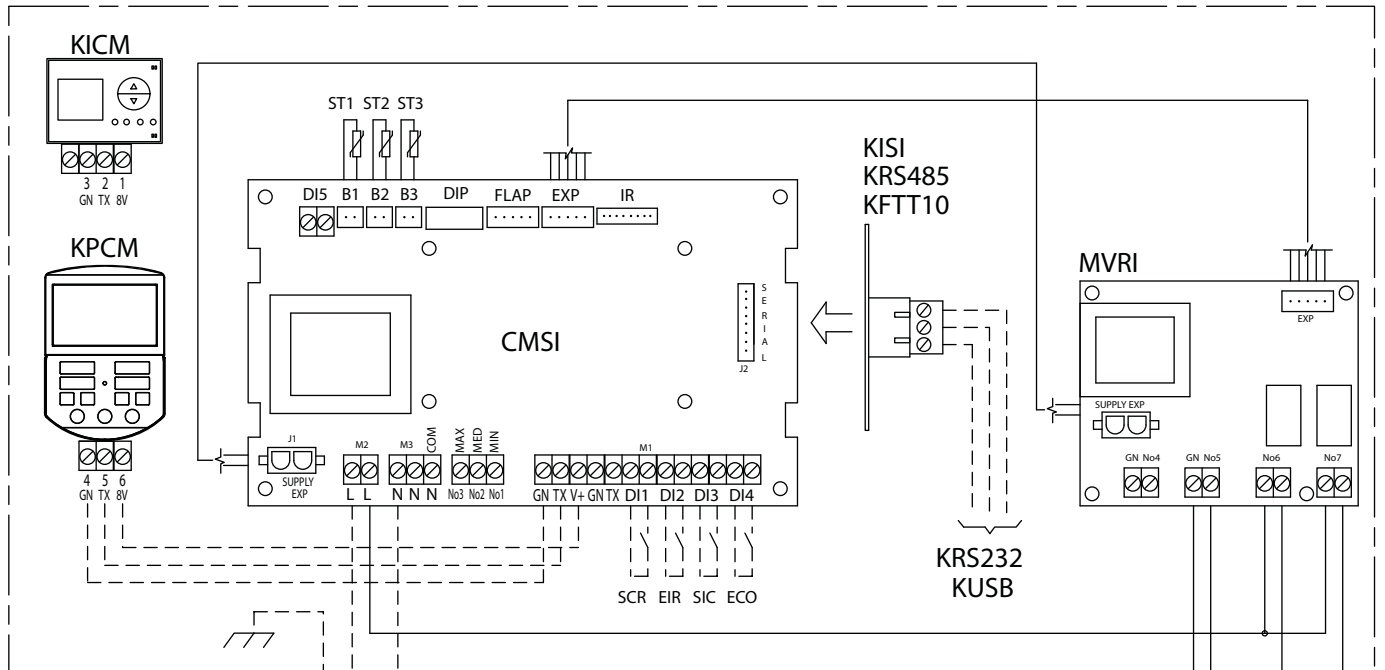 KICM
3 2 1
GN TX 8V
KPCM
4 5 6
GN TX 8V
ST1 ST2 ST3
DI5 B1 B2 B3 DIP FLAP EXP IR
CMSI
SERIAL
J2
J1
SUPPLY
EXP
M2 M3 COM MAX MED MIN M1
L L N N N No3 No2 No1 GN TX V+ GN TX DI1 DI2 DI3 DI4
SCR EIR SIC ECO
KISI
KRS485
KFTT10
KRS232
KUSB
MVRI
EXP
SUPPLY EXP
GN No4 GN No5 No6 No7